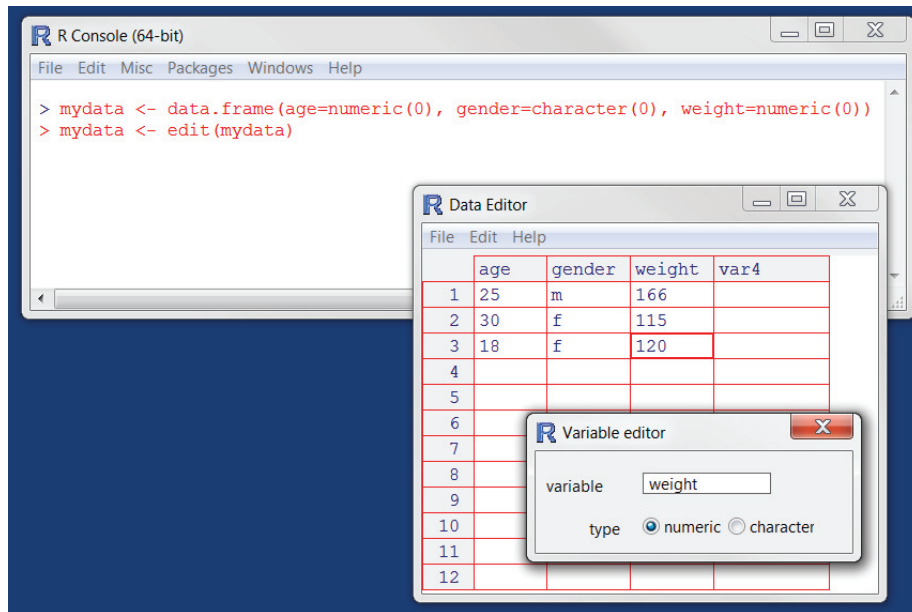 R R Console (64-bit)
File Edit Misc Packages Windows Help
> mydata <- data.frame(age=numeric(0), gender=character(0), weight=numeric(0))
> mydata <- edit(mydata)
R Data Editor
File Edit Help
age gender weight var4
1 25 m 166
2 30 f 115
3 18 f 120
4
5
6
7
8
9
10
11
12
R Variable editor
variable weight
type numeric character